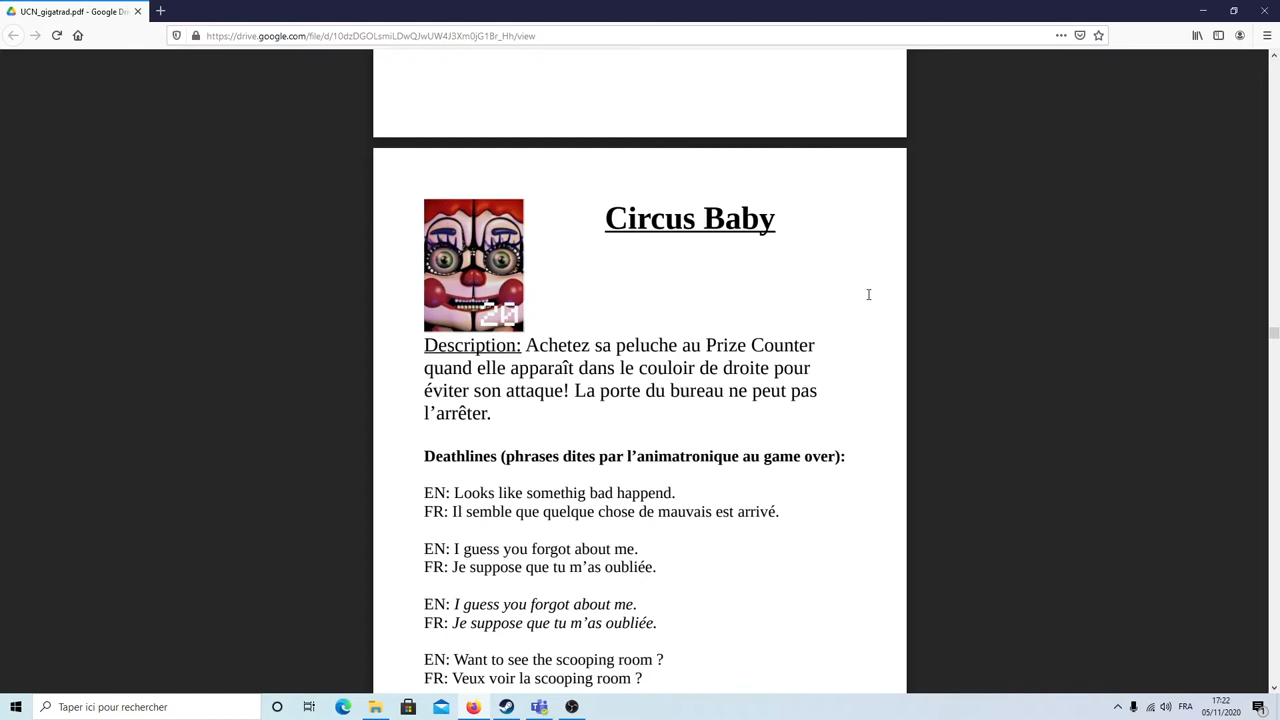 UCN_gigatrad.pdf - Google Dri
https://drive.google.com/file/d/10dzDGOLsmiLDwQJwUW4J3Xm0jG1Br_Hh/view
Circus Baby
20
Description: Achetez sa peluche au Prize Counter
quand elle apparaît dans le couloir de droite pour
éviter son attaque! La porte du bureau ne peut pas
l’arrêter.
Deathlines (phrases dites par l’animatronique au game over):
EN: Looks like somethig bad happend.
FR: Il semble que quelque chose de mauvais est arrivé.
EN: I guess you forgot about me.
FR: Je suppose que tu m’as oubliée.
EN: I guess you forgot about me.
FR: Je suppose que tu m’as oubliée.
EN: Want to see the scooping room ?
FR: Veux voir la scooping room ?
Taper ici pour rechercher
FRA
17:22
05/11/2020